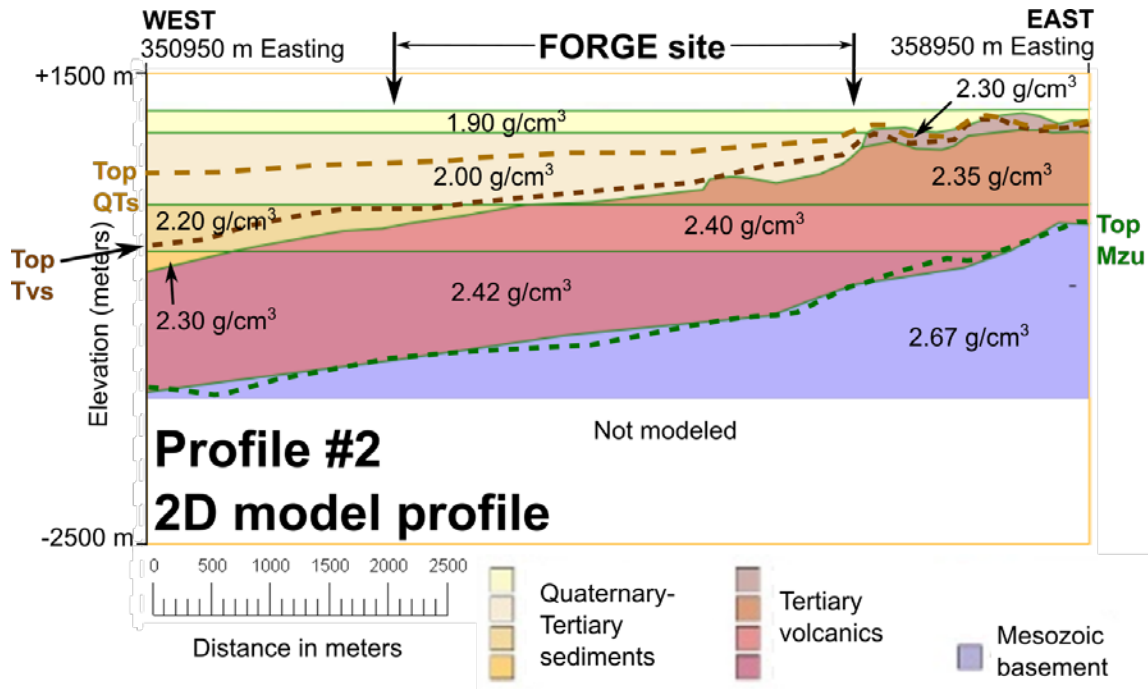 WEST
350950 m Easting
FORGE site
EAST
358950 m Easting
+1500 m
2.30 g/cm³
1.90 g/cm³
Top
QTs
2.00 g/cm³
2.35 g/cm³
2.20 g/cm³
2.40 g/cm³
Top
Mzu
Top
Tvs
Elevation (meters)
2.42 g/cm³
2.30 g/cm³
2.67 g/cm³
Not modeled
Profile #2
2D model profile
-2500 m
0 500 1000 1500 2000 2500
Distance in meters
Quaternary-
Tertiary
sediments
Tertiary
volcanics
Mesozoic
basement